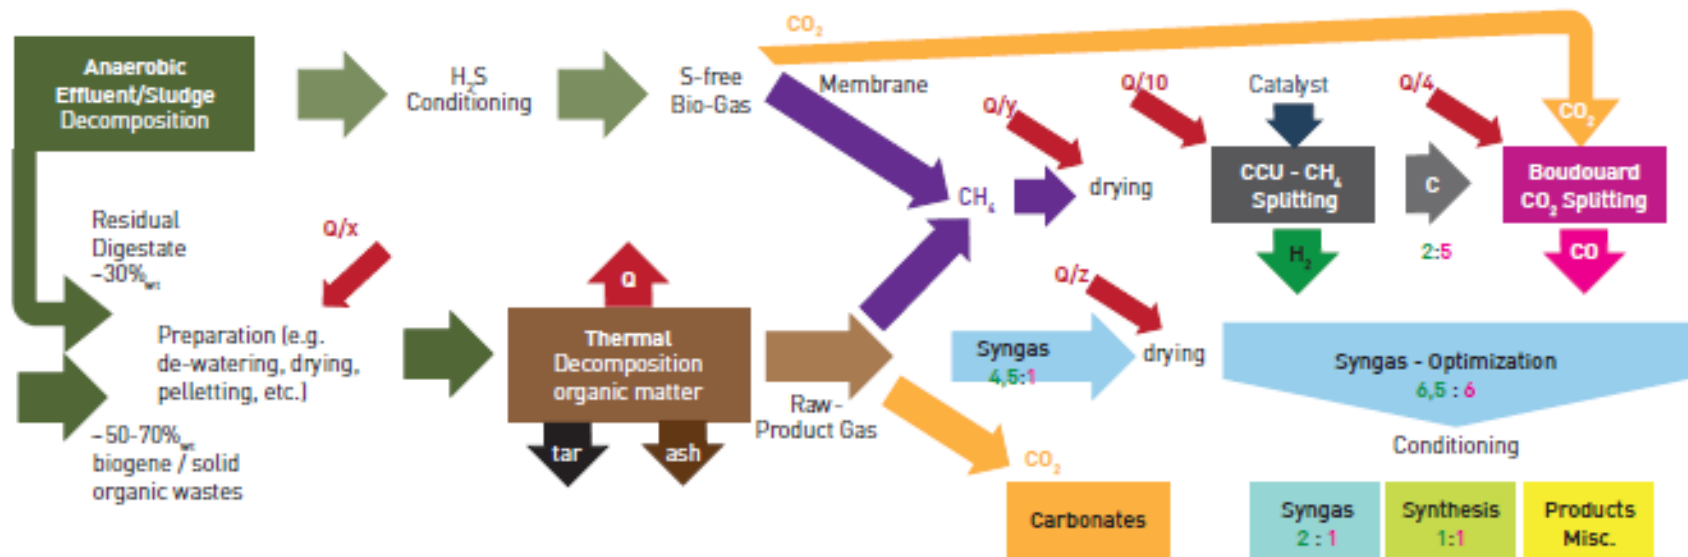 CO₂
Anaerobic
Effluent/Sludge
Decomposition
H₂S
Conditioning
S-free
Bio-Gas
Membrane
Q/y
Q/10
Catalyst
Q/4
CO₂
CH₄
drying
CCU - CH₄
Splitting
C
Boudouard
CO₂ Splitting
Residual
Digestate
~30%wt
Q/x
Q
Q/z
H₂
2:5
CO
Preparation (e.g.
de-watering, drying,
pelletting, etc.)
Thermal
Decomposition
organic matter
Syngas
4,5:1
drying
Syngas - Optimization
6,5 : 6
Raw-
Product Gas
~50-70%wt
biogene / solid
organic wastes
tar
ash
CO₂
Conditioning
Carbonates
Syngas
2 : 1
Synthesis
1:1
Products
Misc.